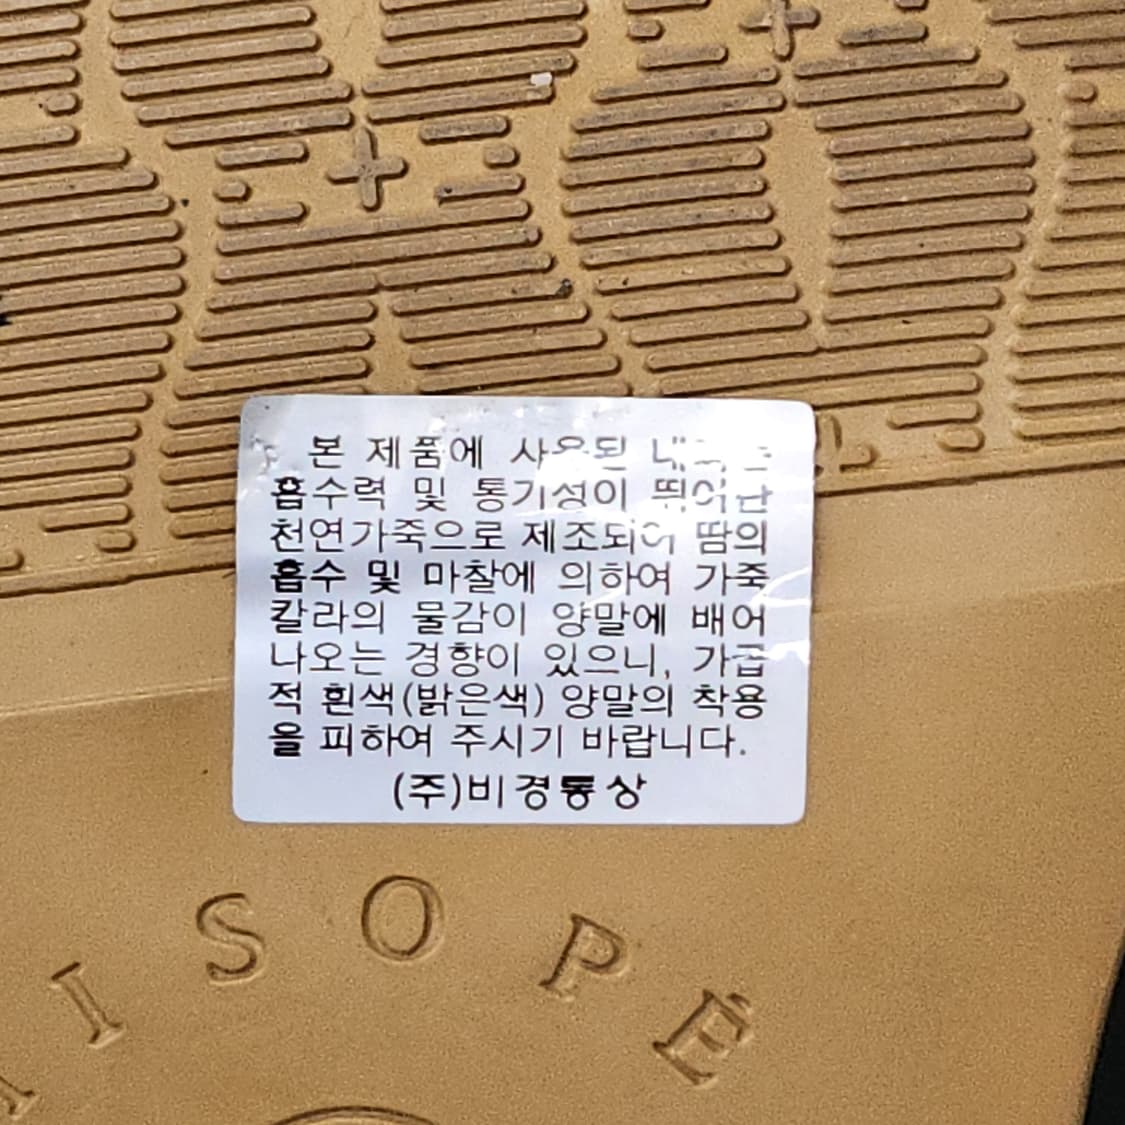 본 제품에 사용된
흡수력 및 통기성이 뛰어난
천연가죽으로 제조되어 땀의
흡수 및 마찰에 의하여 가죽
칼라의 물감이 양말에 배어
나오는 경향이 있으니, 가급
적 흰색(밝은색) 양말의 착용
을 피하여 주시기 바랍니다.
(주)비경통상
ISOPÉ